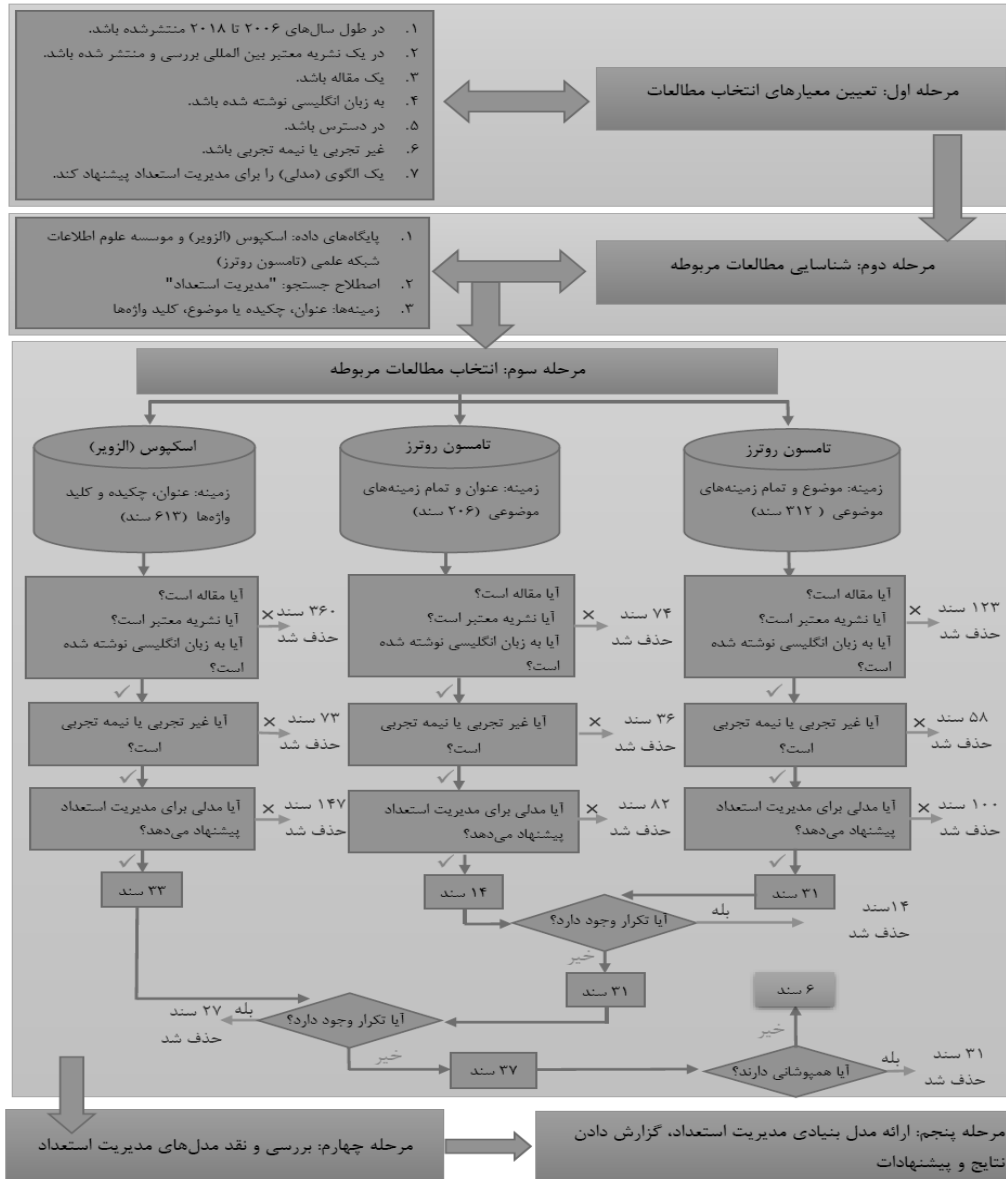 مرحله اول: تعیین معیارهای انتخاب مطالعات
۱. در طول سال‌های ۲۰۰۶ تا ۲۰۱۸ منتشرشده باشد.
۲. در یک نشریه معتبر بین المللی بررسی و منتشر شده باشد.
۳. یک مقاله باشد.
۴. به زبان انگلیسی نوشته شده باشد.
۵. در دسترس باشد.
۶. غیر تجربی یا نیمه تجربی باشد.
۷. یک الگوی (مدلی) را برای مدیریت استعداد پیشنهاد کند.
مرحله دوم: شناسایی مطالعات مربوطه
۱. پایگاه‌های داده: اسکپوس (الزویر) و موسسه علوم اطلاعات
شبکه علمی (تامسون روترز)
۲. اصطلاح جستجو: "مدیریت استعداد"
۳. زمینه‌ها: عنوان، چکیده یا موضوع، کلید واژه‌ها
مرحله سوم: انتخاب مطالعات مربوطه
تامسون روترز
زمینه: موضوع و تمام زمینه‌های
موضوعی ( ۳۱۲ سند)
آیا مقاله است؟
آیا نشریه معتبر است؟
آیا به زبان انگلیسی نوشته شده
است؟
۱۲۳ سند
حذف شد
آیا غیر تجربی یا نیمه تجربی
است؟
۵۸ سند
حذف شد
آیا مدلی برای مدیریت استعداد
پیشنهاد می‌دهد؟
۱۰۰ سند
حذف شد
۳۱ سند
تامسون روترز
زمینه: عنوان و تمام زمینه‌های
موضوعی (۲۰۶ سند)
آیا مقاله است؟
آیا نشریه معتبر است؟
آیا به زبان انگلیسی نوشته شده
است؟
۷۴ سند
حذف شد
آیا غیر تجربی یا نیمه تجربی
است؟
۳۶ سند
حذف شد
آیا مدلی برای مدیریت استعداد
پیشنهاد می‌دهد؟
۸۲ سند
حذف شد
۱۴ سند
اسکپوس (الزویر)
زمینه: عنوان، چکیده و کلید
واژه‌ها (۶۱۳ سند)
آیا مقاله است؟
آیا نشریه معتبر است؟
آیا به زبان انگلیسی نوشته شده
است؟
۳۶۰ سند
حذف شد
آیا غیر تجربی یا نیمه تجربی
است؟
۷۳ سند
حذف شد
آیا مدلی برای مدیریت استعداد
پیشنهاد می‌دهد؟
۱۴۷ سند
حذف شد
۳۳ سند
آیا تکرار وجود دارد؟
بله
۱۴سند
حذف شد
خیر
۳۱ سند
آیا تکرار وجود دارد؟
بله
۲۷ سند
حذف شد
خیر
۳۷ سند
آیا همپوشانی دارند؟
بله
۳۱ سند
حذف شد
خیر
۶ سند
مرحله چهارم: بررسی و نقد مدل‌های مدیریت استعداد
مرحله پنجم: ارائه مدل بنیادی مدیریت استعداد، گزارش دادن
نتایج و پیشنهادات